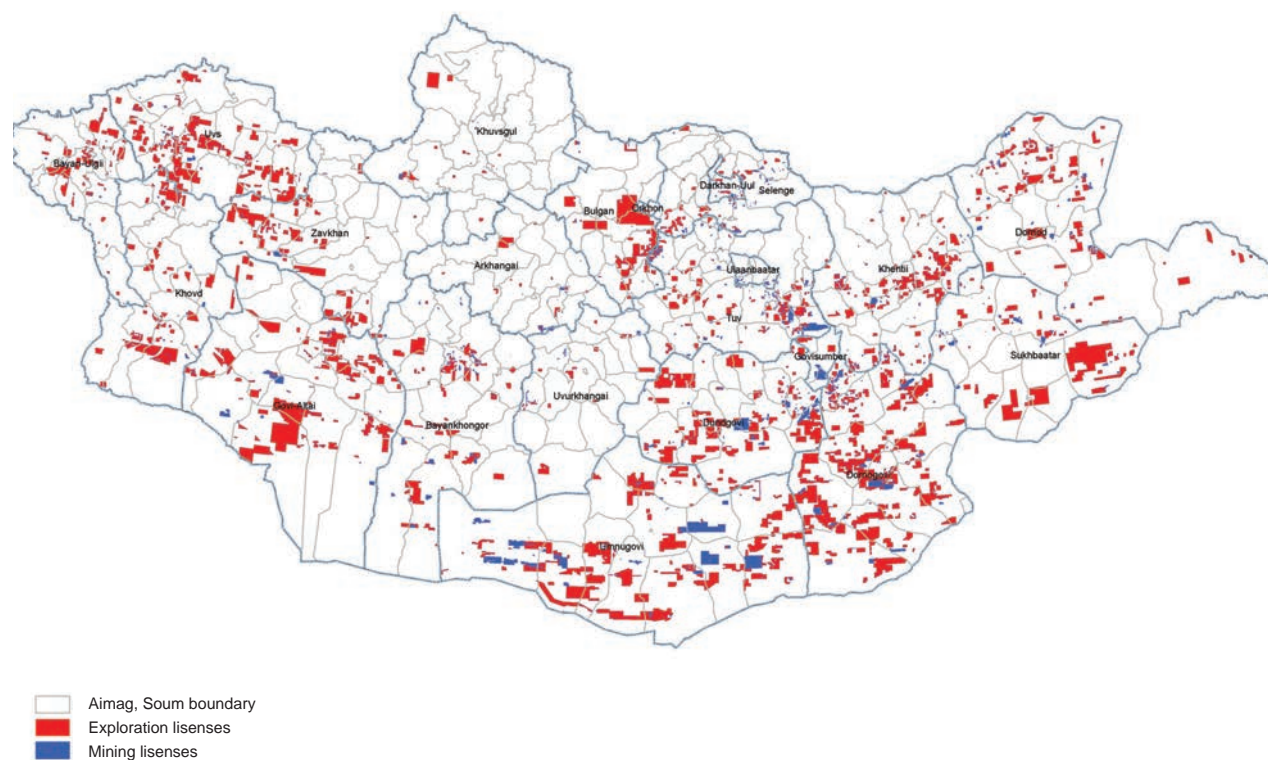 Khuvsgul
Uvs
Bayan-Ulgii
Darkhan-Uul
Selenge
Bulgan
Orkhon
Zavkhan
Dornod
Arkhangai
Ulaanbaatar
Khentii
Khovd
Tuv
Govisumber
Sukhbaatar
Uvurkhangai
Govi-Altai
Bayankhongor
Dundgovi
Dornogovi
Umnugovi
Aimag, Soum boundary
Exploration lisenses
Mining lisenses